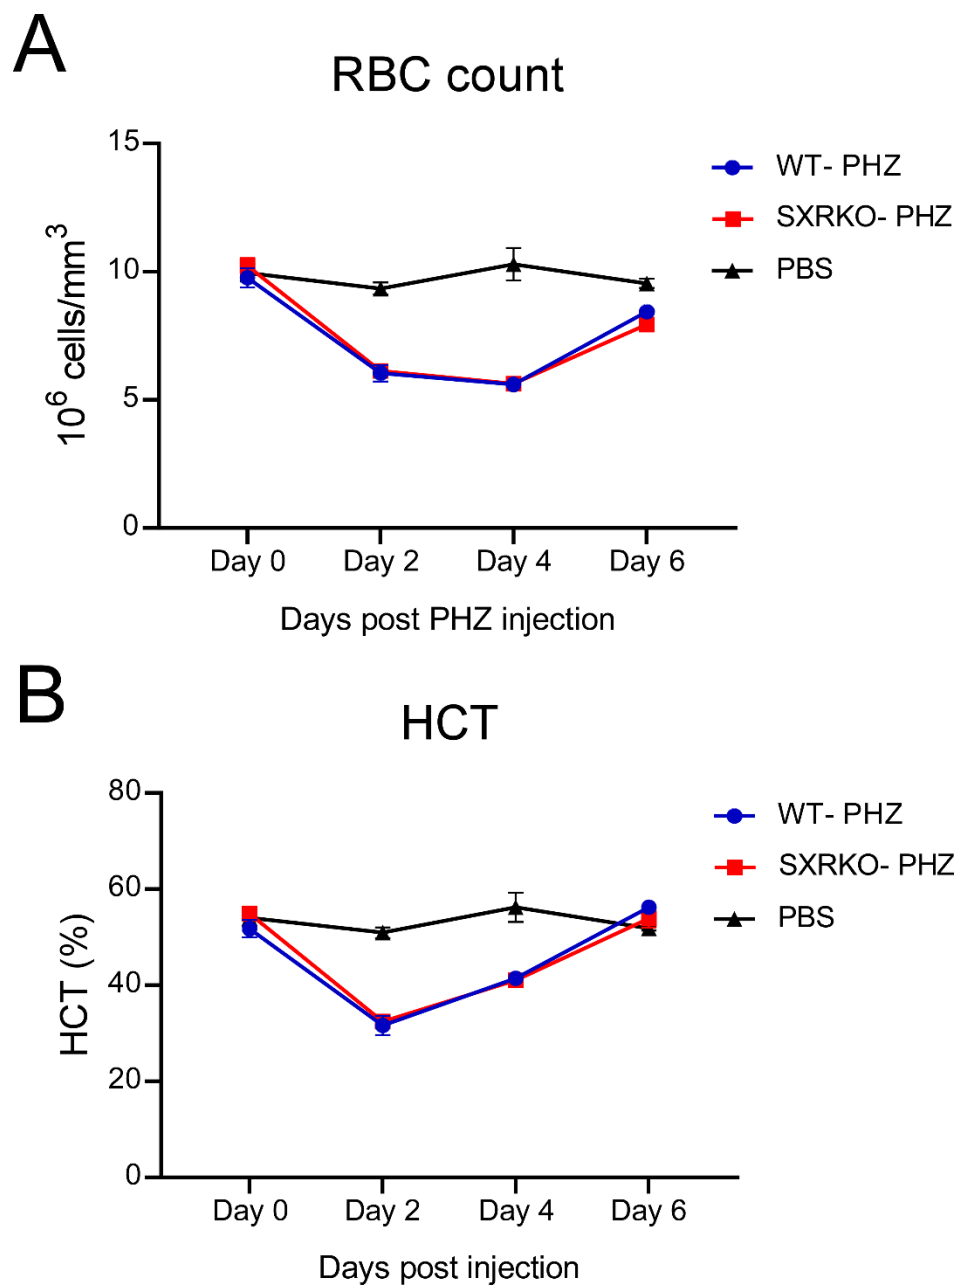 A
RBC count
15
10
5
0
10⁶ cells/mm³
WT- PHZ
SXRKO- PHZ
PBS
Day 0 Day 2 Day 4 Day 6
Days post PHZ injection
B
HCT
80
60
40
20
0
HCT (%)
WT- PHZ
SXRKO- PHZ
PBS
Day 0 Day 2 Day 4 Day 6
Days post injection